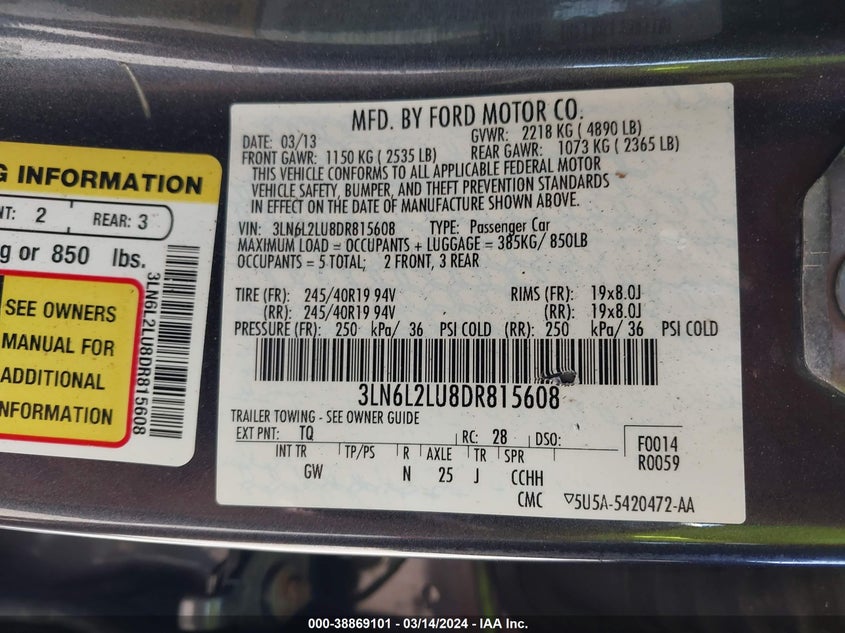 MFD. BY FORD MOTOR CO.
DATE: 03/13 GVWR: 2218 KG ( 4890 LB)
FRONT GAWR: 1150 KG ( 2535 LB) REAR GAWR: 1073 KG ( 2365 LB)
THIS VEHICLE CONFORMS TO ALL APPLICABLE FEDERAL MOTOR
VEHICLE SAFETY, BUMPER, AND THEFT PREVENTION STANDARDS
IN EFFECT ON THE DATE OF MANUFACTURE SHOWN ABOVE.
VIN: 3LN6L2LU8DR815608 TYPE: Passenger Car
MAXIMUM LOAD = OCCUPANTS + LUGGAGE = 385KG/ 850LB
OCCUPANTS = 5 TOTAL; 2 FRONT, 3 REAR
TIRE (FR): 245/40R19 94V RIMS (FR): 19x8.0J
(RR): 245/40R19 94V (RR): 19x8.0J
PRESSURE (FR): 250 kPa/ 36 PSI COLD (RR): 250 kPa/ 36 PSI COLD
3LN6L2LU8DR815608
TRAILER TOWING - SEE OWNER GUIDE
EXT PNT: TQ RC: 28 DSO:
INT TR TP/PS R AXLE TR SPR
GW N 25 J CCHH
CMC ▽5U5A-5420472-AA
F0014
R0059
G INFORMATION
NT: 2 REAR: 3
g or 850 lbs.
SEE OWNERS
MANUAL FOR
ADDITIONAL
INFORMATION
3LN6L2LU8DR815608
000-38869101 - 03/14/2024 - IAA Inc.